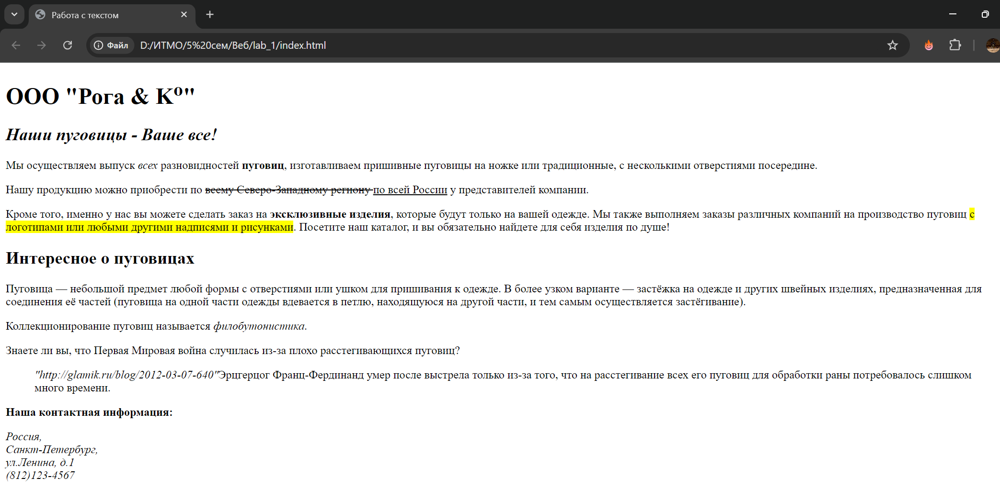 Работа с текстом
Файл D:/ИТМО/5%20сем/Веб/lab_1/index.html
ООО "Рога & Kº"
Наши пуговицы - Ваше все!
Мы осуществляем выпуск всех разновидностей пуговиц, изготавливаем пришивные пуговицы на ножке или традиционные, с несколькими отверстиями посередине.
Нашу продукцию можно приобрести по всему Северо-Западному региону по всей России у представителей компании.
Кроме того, именно у нас вы можете сделать заказ на эксклюзивные изделия, которые будут только на вашей одежде. Мы также выполняем заказы различных компаний на производство пуговиц с
логотипами или любыми другими надписями и рисунками. Посетите наш каталог, и вы обязательно найдете для себя изделия по душе!
Интересное о пуговицах
Пуговица — небольшой предмет любой формы с отверстиями или ушком для пришивания к одежде. В более узком варианте — застёжка на одежде и других швейных изделиях, предназначенная для
соединения её частей (пуговица на одной части одежды вдевается в петлю, находящуюся на другой части, и тем самым осуществляется застёгивание).
Коллекционирование пуговиц называется филобутонистика.
Знаете ли вы, что Первая Мировая война случилась из-за плохо расстегивающихся пуговиц?
"http://glamik.ru/blog/2012-03-07-640"Эрцгерцог Франц-Фердинанд умер после выстрела только из-за того, что на расстегивание всех его пуговиц для обработки раны потребовалось слишком
много времени.
Наша контактная информация:
Россия,
Санкт-Петербург,
ул.Ленина, д.1
(812)123-4567